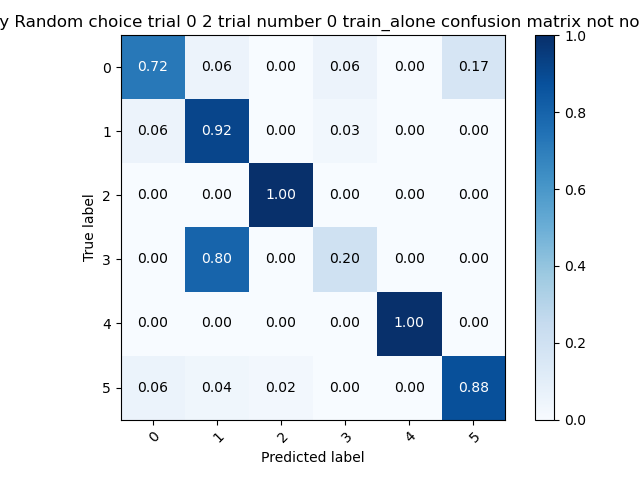 y Random choice trial 0 2 trial number 0 train_alone confusion matrix not no
0 0.72 0.06 0.00 0.06 0.00 0.17
1 0.06 0.92 0.00 0.03 0.00 0.00
2 0.00 0.00 1.00 0.00 0.00 0.00
3 0.00 0.80 0.00 0.20 0.00 0.00
4 0.00 0.00 0.00 0.00 1.00 0.00
5 0.06 0.04 0.02 0.00 0.00 0.88
0 1 2 3 4 5
True label
Predicted label
1.0
0.8
0.6
0.4
0.2
0.0